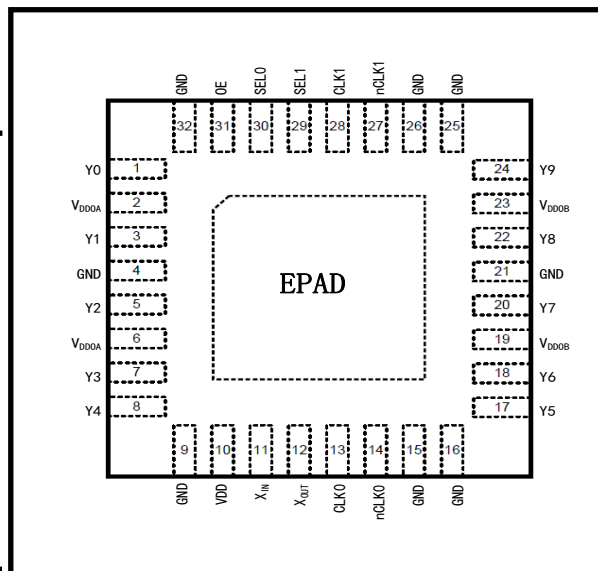 GND OE SEL0 SEL1 CLK1 nCLK1 GND GND
32 31 30 29 28 27 26 25
Y0 1 24 Y9
VDDOA 2 23 VDDOB
Y1 3 22 Y8
GND 4 21 GND
EPAD
Y2 5 20 Y7
VDDOA 6 19 VDDOB
Y3 7 18 Y6
Y4 8 17 Y5
9 10 11 12 13 14 15 16
GND VDD XIN XOUT CLK0 nCLK0 GND GND